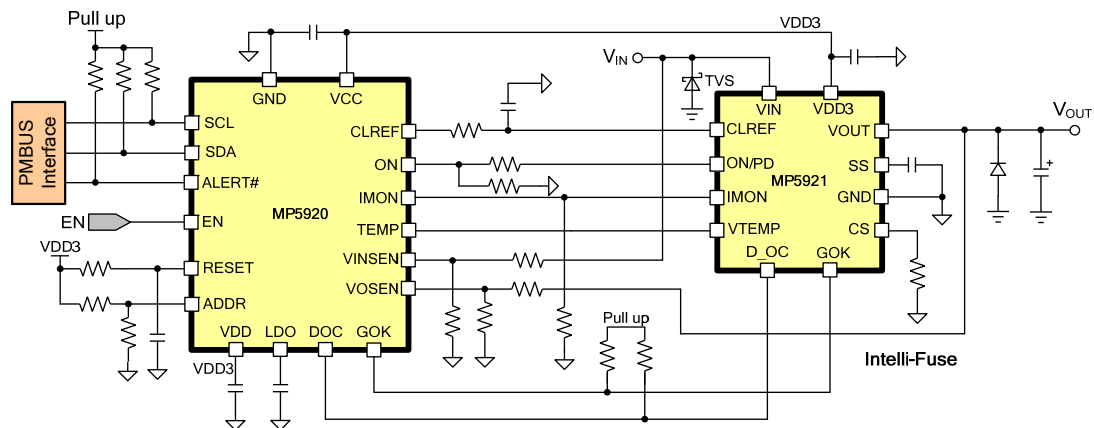 Pull up
VDD3
VIN
TVS
GND
VCC
VIN
VDD3
PMBUS
Interface
SCL
SDA
ALERT#
EN
EN
RESET
ADDR
VDD3
MP5920
CLREF
ON
IMON
TEMP
VINSEN
VOSEN
VDD
LDO
DOC
GOK
VDD3
CLREF
ON/PD
IMON
VTEMP
MP5921
VOUT
SS
GND
CS
D_OC
GOK
VOUT
+
Pull up
Intelli-Fuse